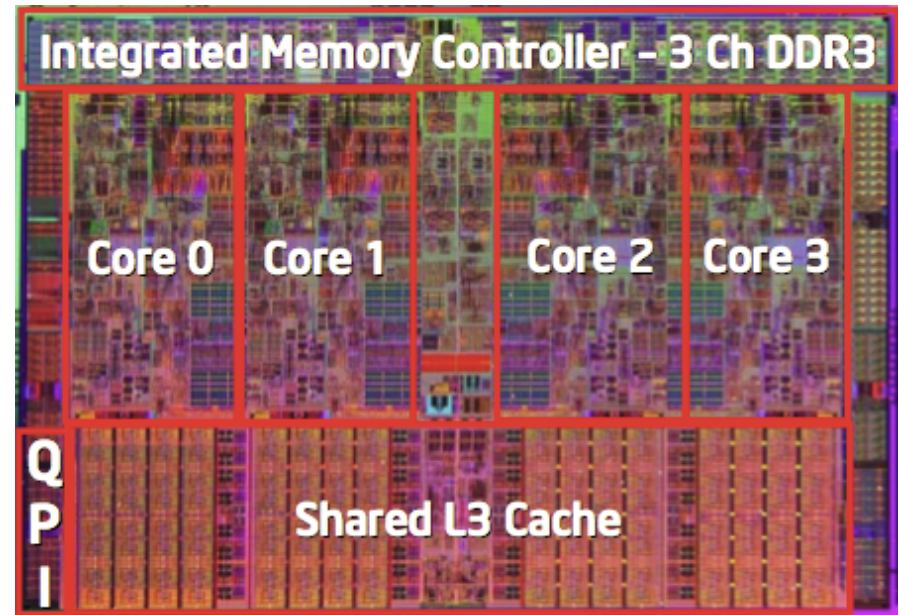 Integrated Memory Controller – 3 Ch DDR3
Core 0
Core 1
Core 2
Core 3
Q
P
I
Shared L3 Cache